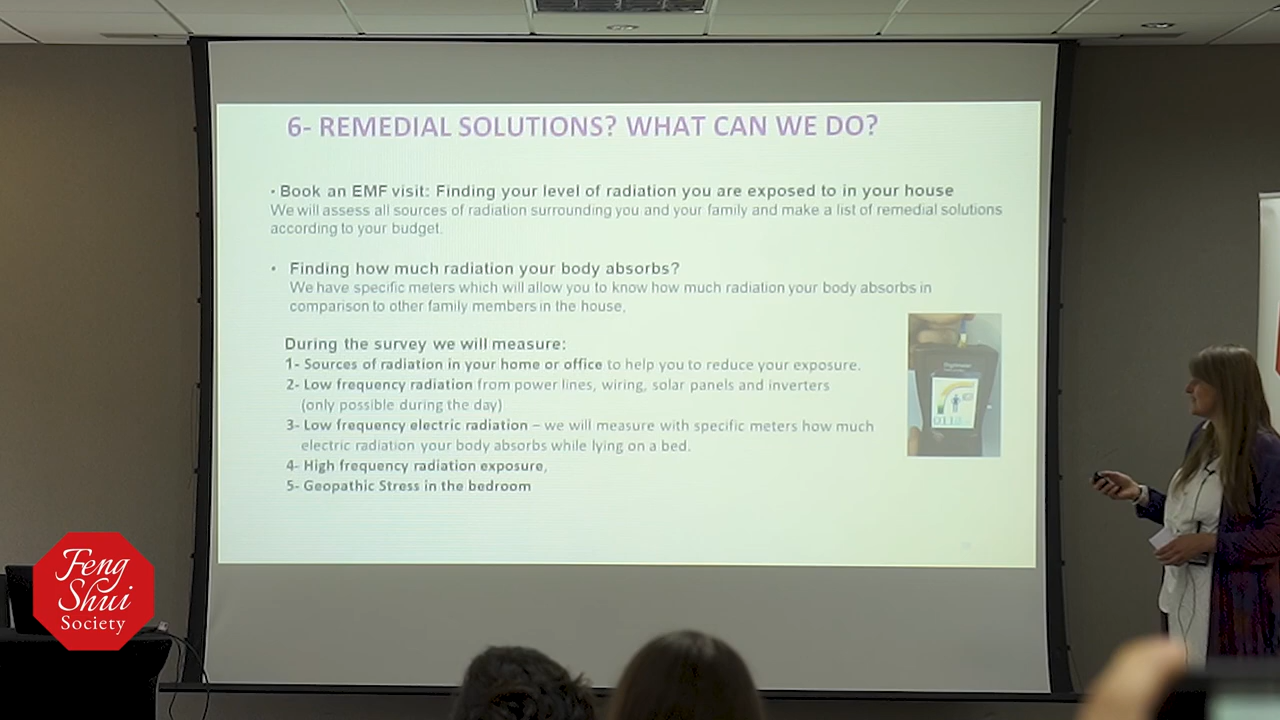 6- REMEDIAL SOLUTIONS? WHAT CAN WE DO?
• Book an EMF visit: Finding your level of radiation you are exposed to in your house
We will assess all sources of radiation surrounding you and your family and make a list of remedial solutions
according to your budget.
• Finding how much radiation your body absorbs?
We have specific meters which will allow you to know how much radiation your body absorbs in
comparison to other family members in the house,
During the survey we will measure:
1- Sources of radiation in your home or office to help you to reduce your exposure.
2- Low frequency radiation from power lines, wiring, solar panels and inverters
(only possible during the day)
3- Low frequency electric radiation – we will measure with specific meters how much
electric radiation your body absorbs while lying on a bed.
4- High frequency radiation exposure,
5- Geopathic Stress in the bedroom
Feng
Shui
Society